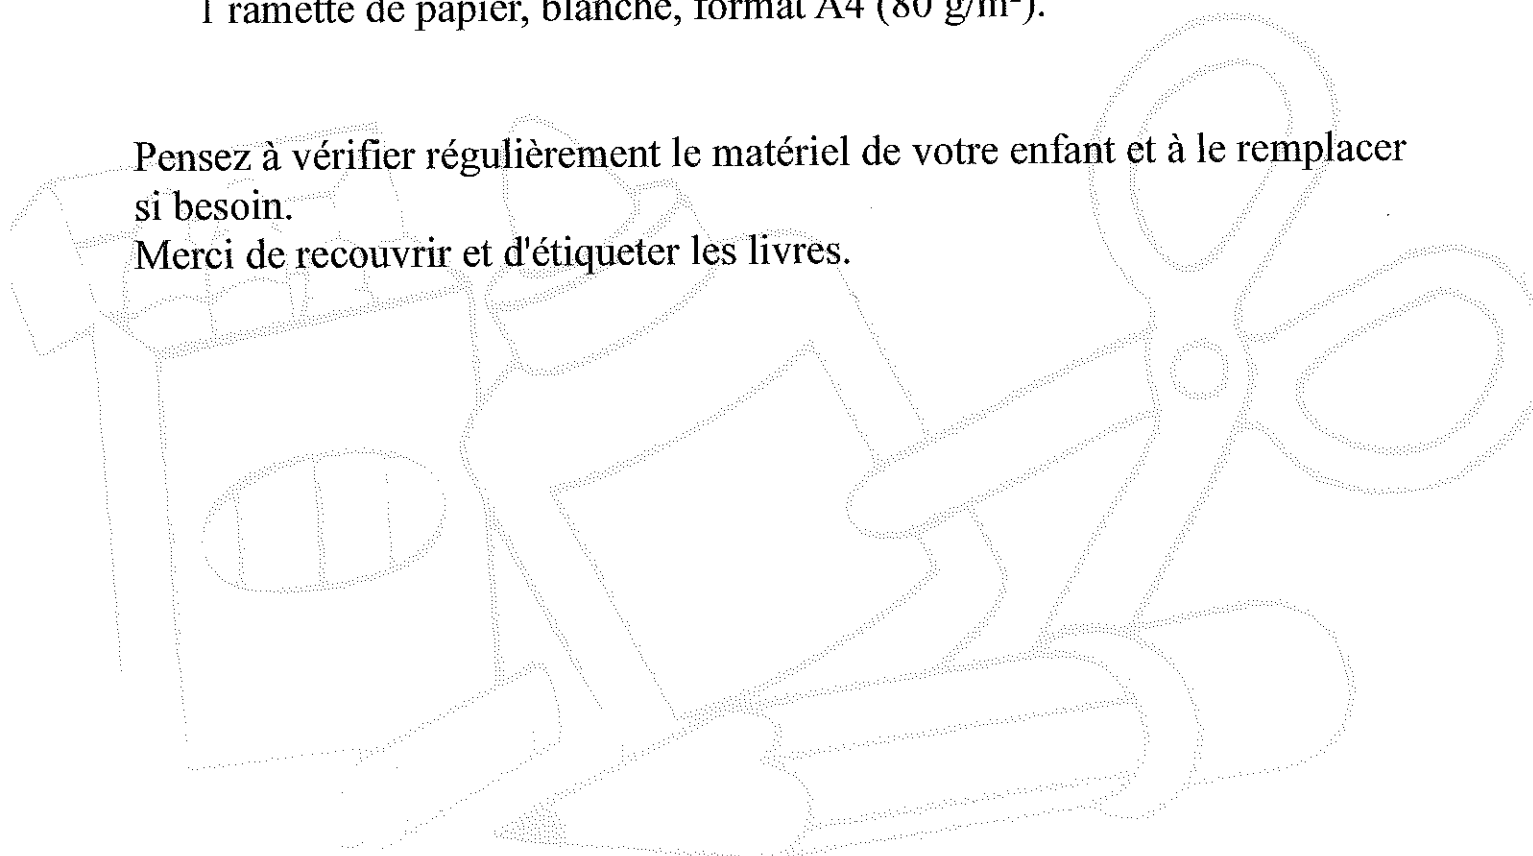 1 ramette de papier, blanche, format A4 (80 g/m²).
Pensez à vérifier régulièrement le matériel de votre enfant et à le remplacer
si besoin.
Merci de recouvrir et d'étiqueter les livres.